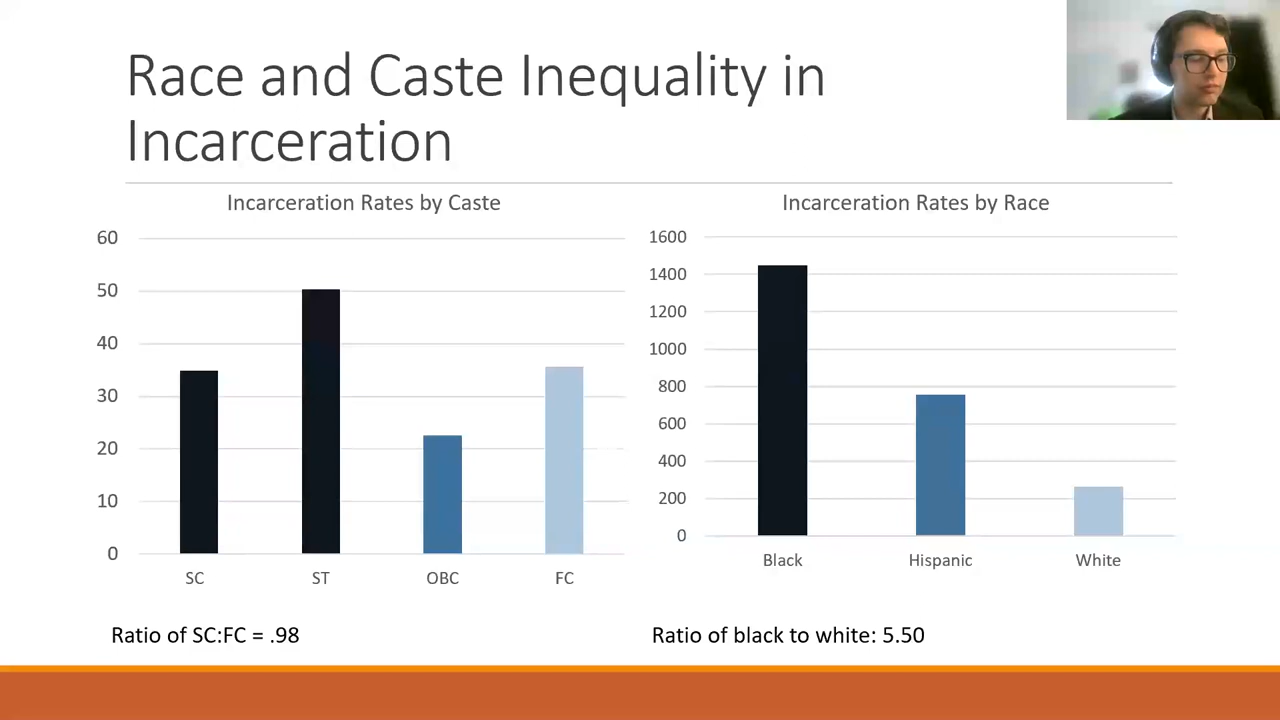 Race and Caste Inequality in
Incarceration
Incarceration Rates by Caste
60
50
40
30
20
10
0
SC ST OBC FC
Ratio of SC:FC = .98
Incarceration Rates by Race
1600
1400
1200
1000
800
600
400
200
0
Black Hispanic White
Ratio of black to white: 5.50